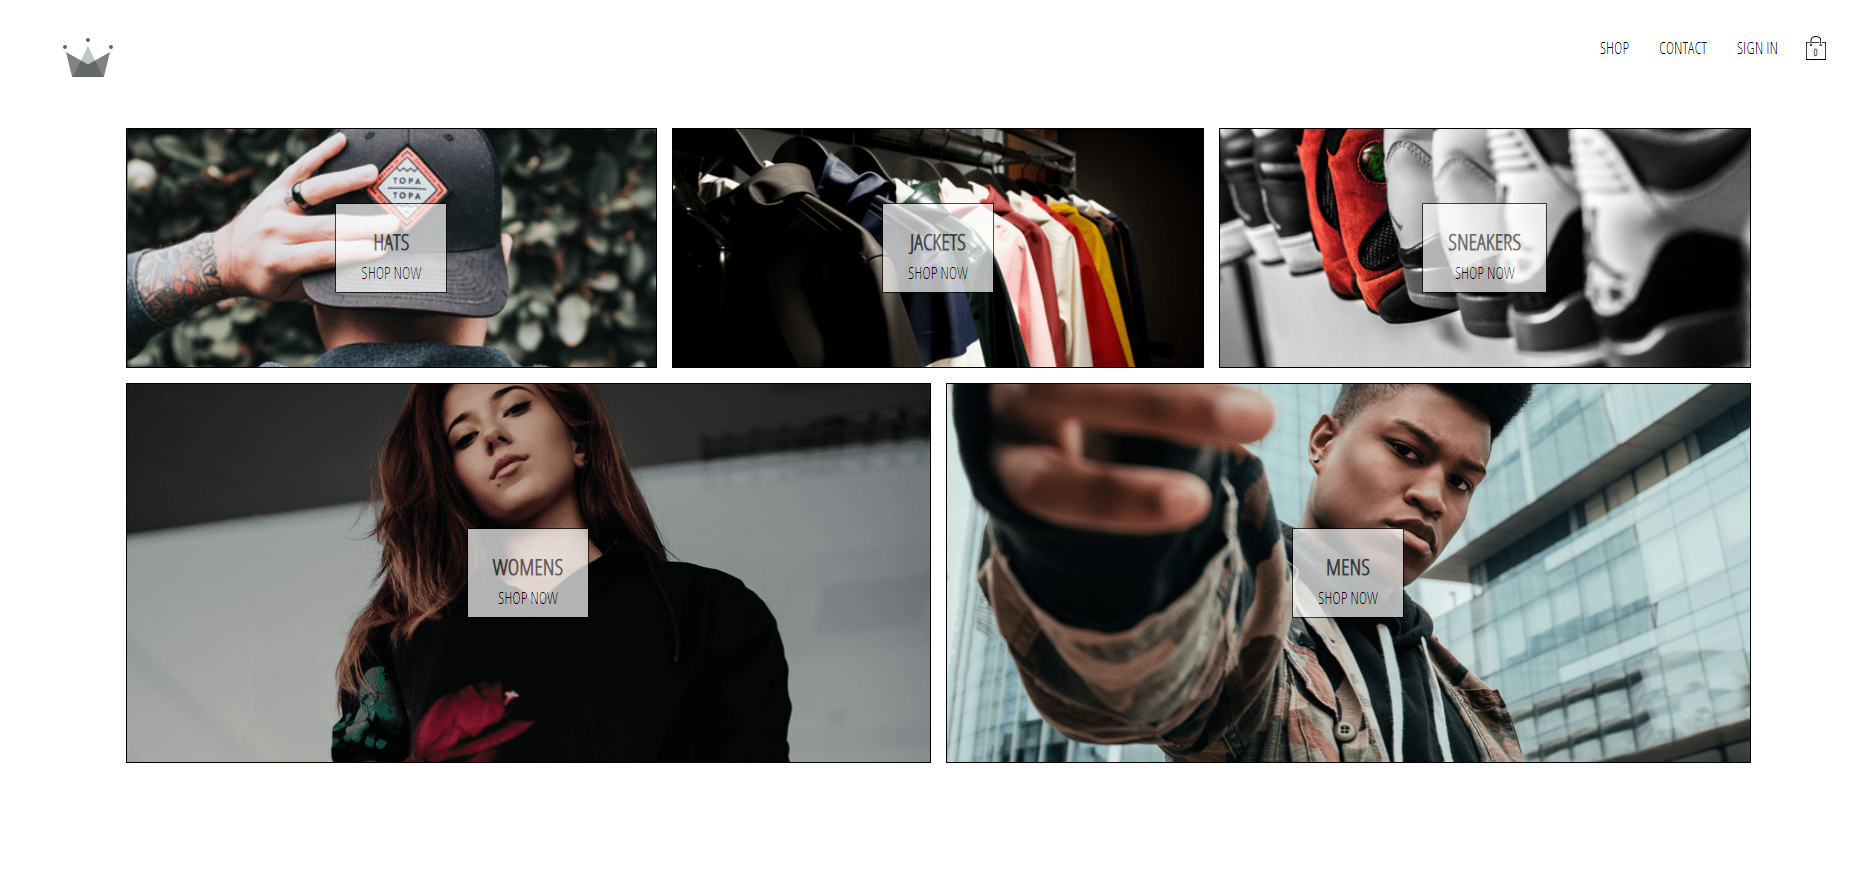 SHOP CONTACT SIGN IN
0
TOPA
TOPA
HATS
SHOP NOW
JACKETS
SHOP NOW
SNEAKERS
SHOP NOW
WOMENS
SHOP NOW
MENS
SHOP NOW